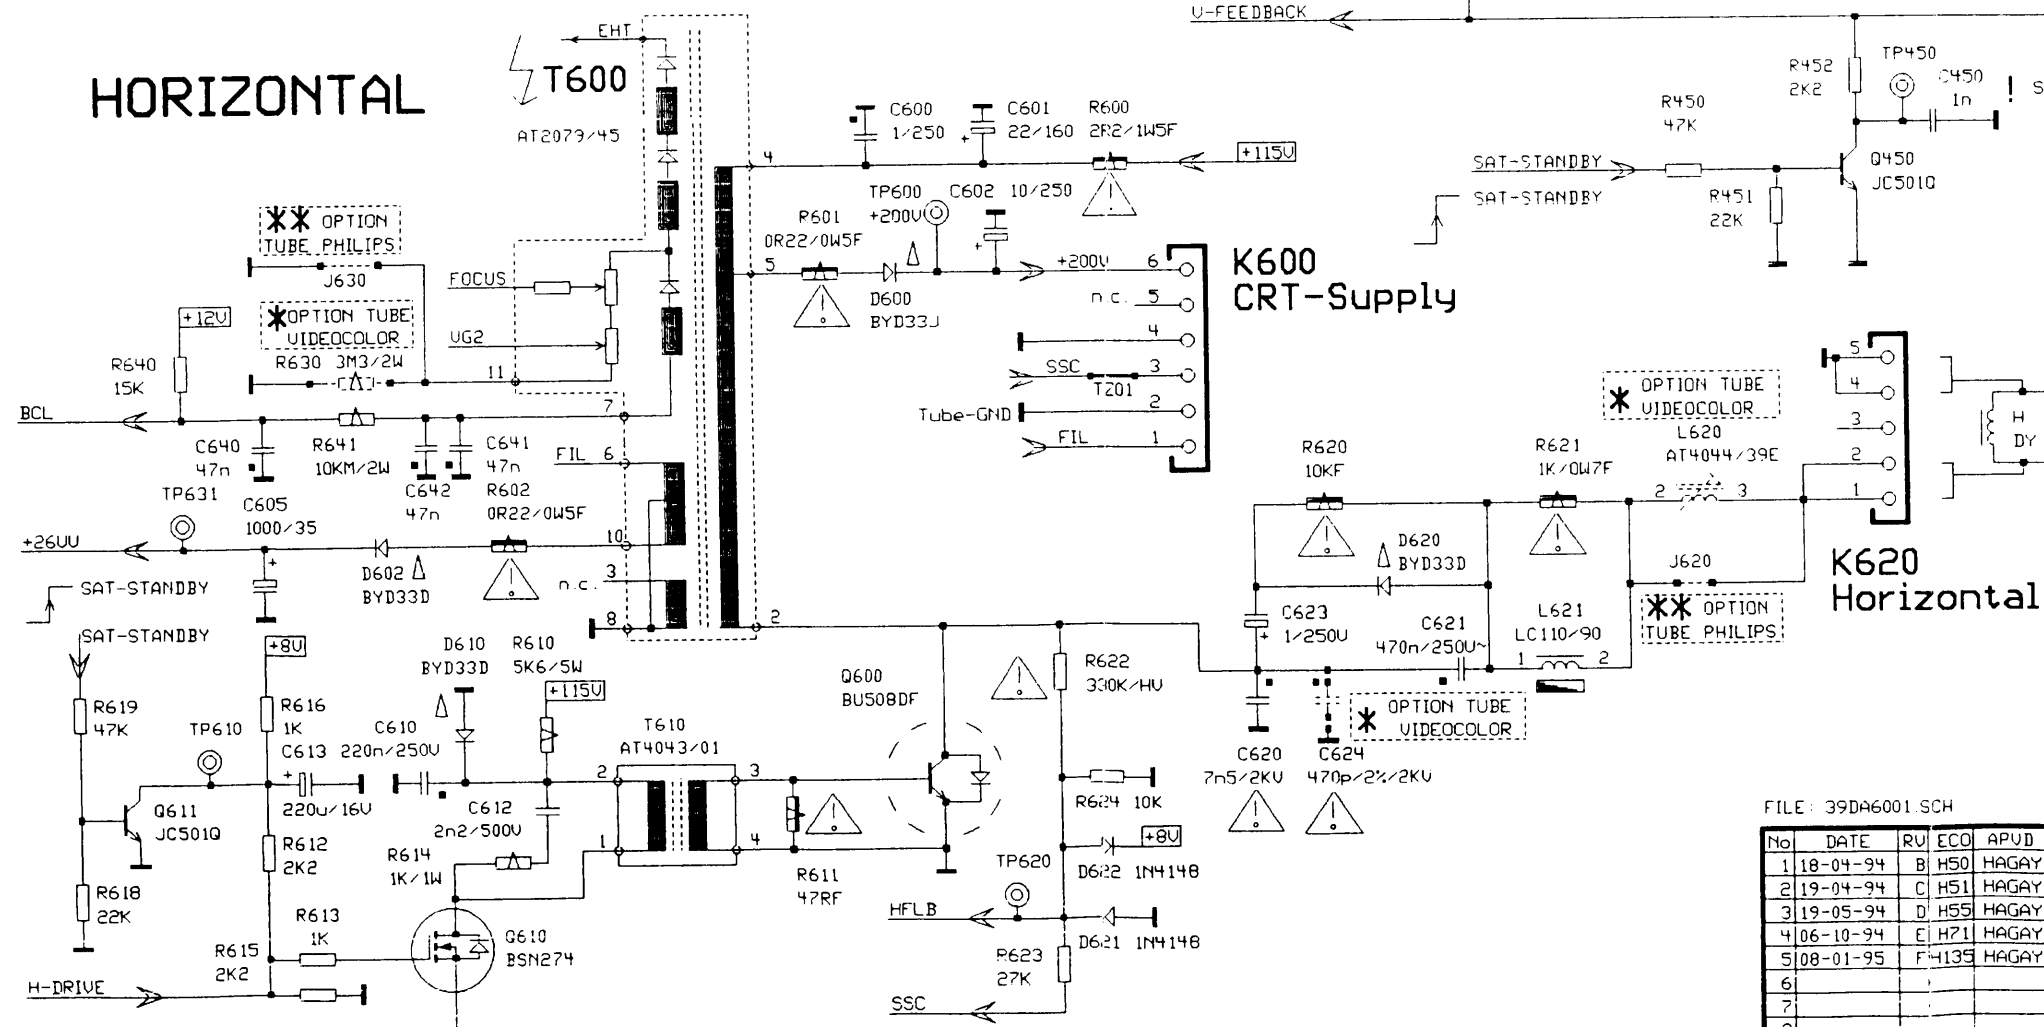 HORIZONTAL
EHT
T600
AT2079/45
V-FEEDBACK
R452
2K2
TP450
C450
1n
!
S
R450
47K
SAT-STANDBY
SAT-STANDBY
Q450
JC501Q
R451
22K
C600
1/250
C601
22/160
R600
2R2/1W5F
+115V
4
TP600
+200V
C602
10/250
R601
0R22/0W5F
5
D600
BYD33J
+200V
6
n.c.
5
4
SSC
3
T201
Tube-GND
2
FIL
1
K600
CRT-Supply
** OPTION
TUBE PHILIPS
J630
*OPTION TUBE
VIDEOCOLOR
R630 3M3/2W
FOCUS
VG2
11
+12V
R640
15K
BCL
7
C640
47n
R641
10KM/2W
C641
47n
C642
47n
FIL
6
R602
0R22/0W5F
TP631
C605
1000/35
+26VV
10
D602
BYD33D
3
n.c.
8
2
SAT-STANDBY
SAT-STANDBY
+8V
R619
47K
R616
1K
TP610
C613
220u/16V
C610
220n/250V
D610
BYD33D
R610
5K6/5W
+115V
T610
AT4043/01
2
3
1
4
C612
2n2/500V
R614
1K/1W
Q611
JC501Q
R612
2K2
R618
22K
R613
1K
R615
2K2
H-DRIVE
Q610
BSN274
Q600
BU508DF
R611
47RF
R622
330K/HV
R624 10K
+8V
D622 1N4148
TP620
HFLB
D621 1N4148
R623
27K
SSC
R620
10KF
R621
1K/0W7F
* OPTION TUBE
VIDEOCOLOR
L620
AT4044/39E
2
3
D620
BYD33D
J620
** OPTION
TUBE PHILIPS
C623
1/250V
C621
470n/250V~
L621
LC110/90
1
2
* OPTION TUBE
VIDEOCOLOR
C620
7n5/2KV
C624
470p/2%/2KV
5
4
3
2
1
K620
Horizontal
H
DY
FILE: 39DA6001.SCH
No DATE RV ECO APVD
1 18-04-94 B H50 HAGAY
2 19-04-94 C H51 HAGAY
3 19-05-94 D H55 HAGAY
4 06-10-94 E H71 HAGAY
5 08-01-95 F H135 HAGAY
6
7